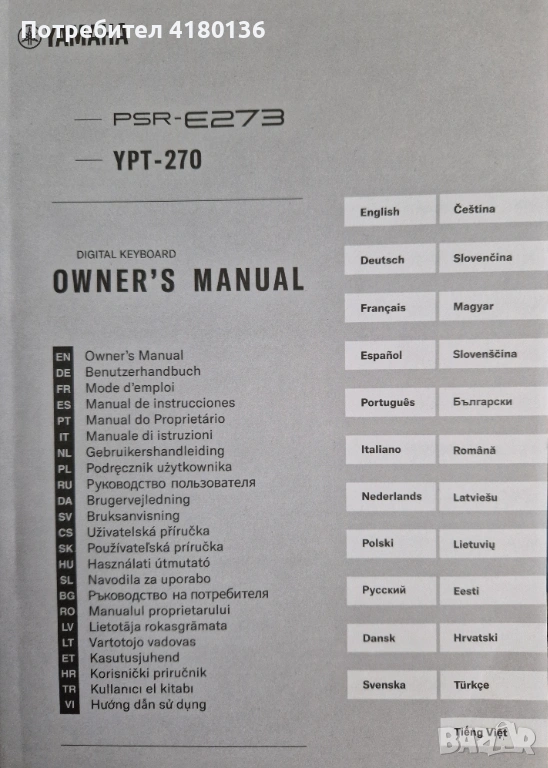 Потребител 4180136
YAMAHA
PSR-E273
YPT-270
DIGITAL KEYBOARD
OWNER'S MANUAL
EN Owner's Manual
DE Benutzerhandbuch
FR Mode d'emploi
ES Manual de instrucciones
PT Manual do Proprietário
IT Manuale di istruzioni
NL Gebruikershandleiding
PL Podręcznik użytkownika
RU Руководство пользователя
DA Brugervejledning
SV Bruksanvisning
CS Uživatelská příručka
SK Používateľská príručka
HU Használati útmutató
SL Navodila za uporabo
BG Ръководство на потребителя
RO Manualul proprietarului
LV Lietotāja rokasgrāmata
LT Vartotojo vadovas
ET Kasutusjuhend
HR Korisnički priručnik
TR Kullanıcı el kitabı
VI Hướng dẫn sử dụng
English Čeština
Deutsch Slovenčina
Français Magyar
Español Slovenščina
Português Български
Italiano Română
Nederlands Latviešu
Polski Lietuvių
Русский Eesti
Dansk Hrvatski
Svenska Türkçe
Tiếng Việt
bazar